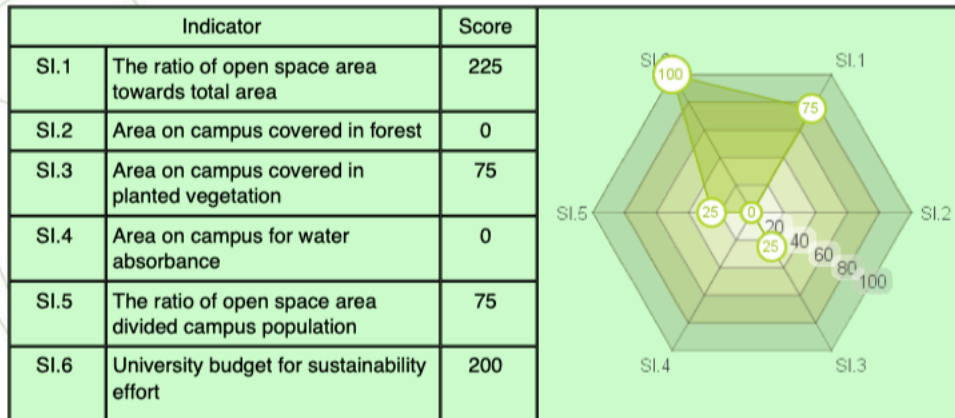 Indicator Score
SI.1 The ratio of open space area 225
towards total area
SI.2 Area on campus covered in forest 0
SI.3 Area on campus covered in 75
planted vegetation
SI.4 Area on campus for water 0
absorbance
SI.5 The ratio of open space area 75
divided campus population
SI.6 University budget for sustainability 200
effort
SI.1
100
75
SI.5
25
0
SI.2
20
25
40
60
80
100
SI.4
SI.3